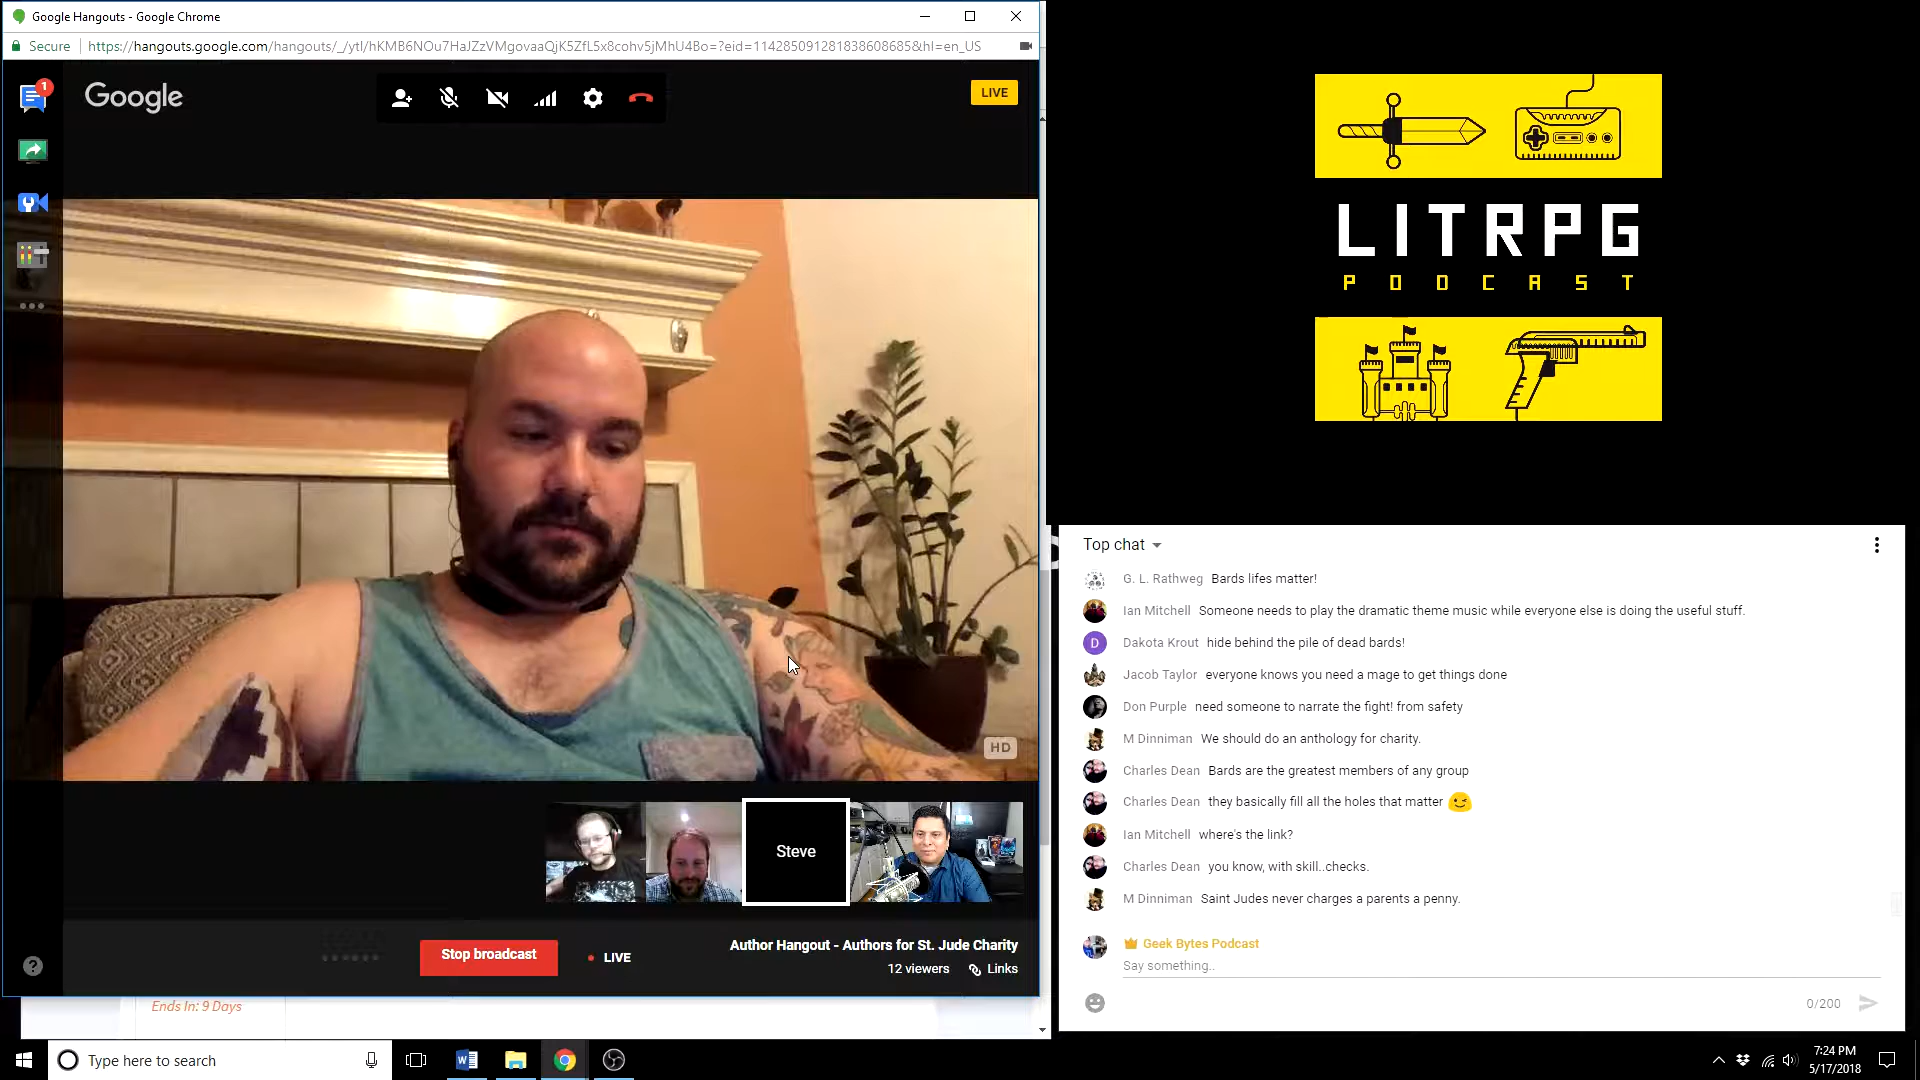 Google Hangouts - Google Chrome
Secure
https://hangouts.google.com/hangouts/_/ytl/hKMB6NOu7HaJZzVMgovaaQjK5ZfL5x8cohv5jMhU4Bo=?eid=114285091281838608685&hl=en_US
1
Google
LIVE
HD
Steve
Stop broadcast
LIVE
Author Hangout - Authors for St. Jude Charity
12 viewers
Links
Ends In: 9 Days
LITRPG
PODCAST
Top chat
G. L. Rathweg Bards lifes matter!
Ian Mitchell Someone needs to play the dramatic theme music while everyone else is doing the useful stuff.
D Dakota Krout hide behind the pile of dead bards!
Jacob Taylor everyone knows you need a mage to get things done
Don Purple need someone to narrate the fight! from safety
M Dinniman We should do an anthology for charity.
Charles Dean Bards are the greatest members of any group
Charles Dean they basically fill all the holes that matter 😉
Ian Mitchell where's the link?
Charles Dean you know, with skill..checks.
M Dinniman Saint Judes never charges a parents a penny.
Geek Bytes Podcast
Say something..
0/200
Type here to search
7:24 PM
5/17/2018